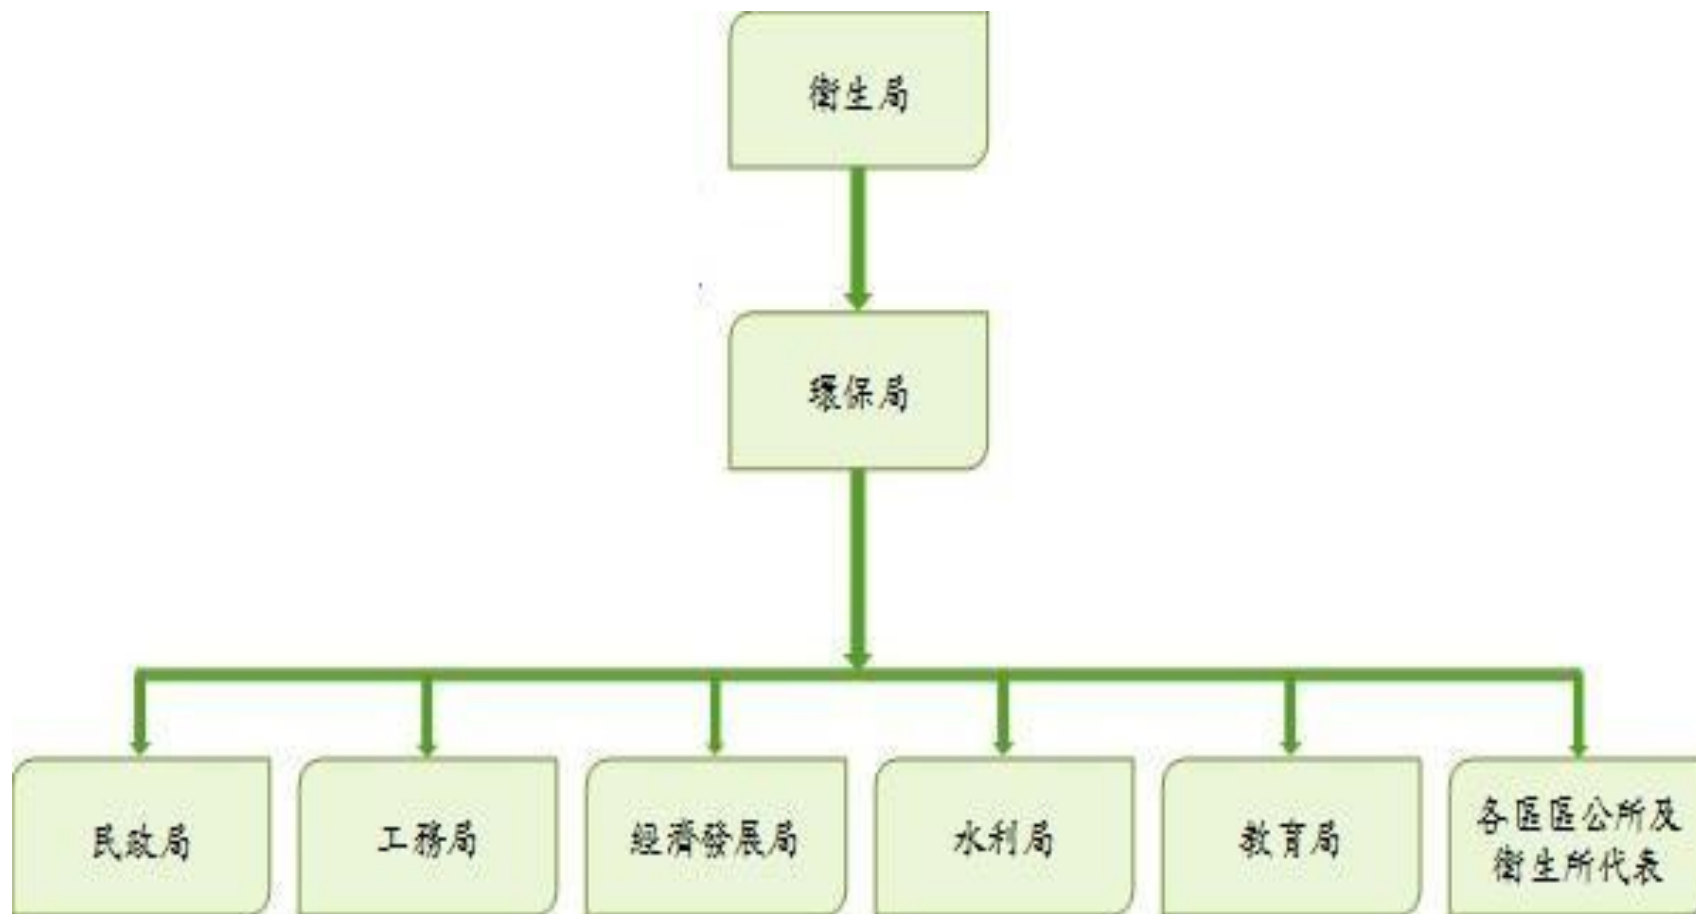 衛生局
環保局
民政局
工務局
經濟發展局
水利局
教育局
各區區公所及
衛生所代表